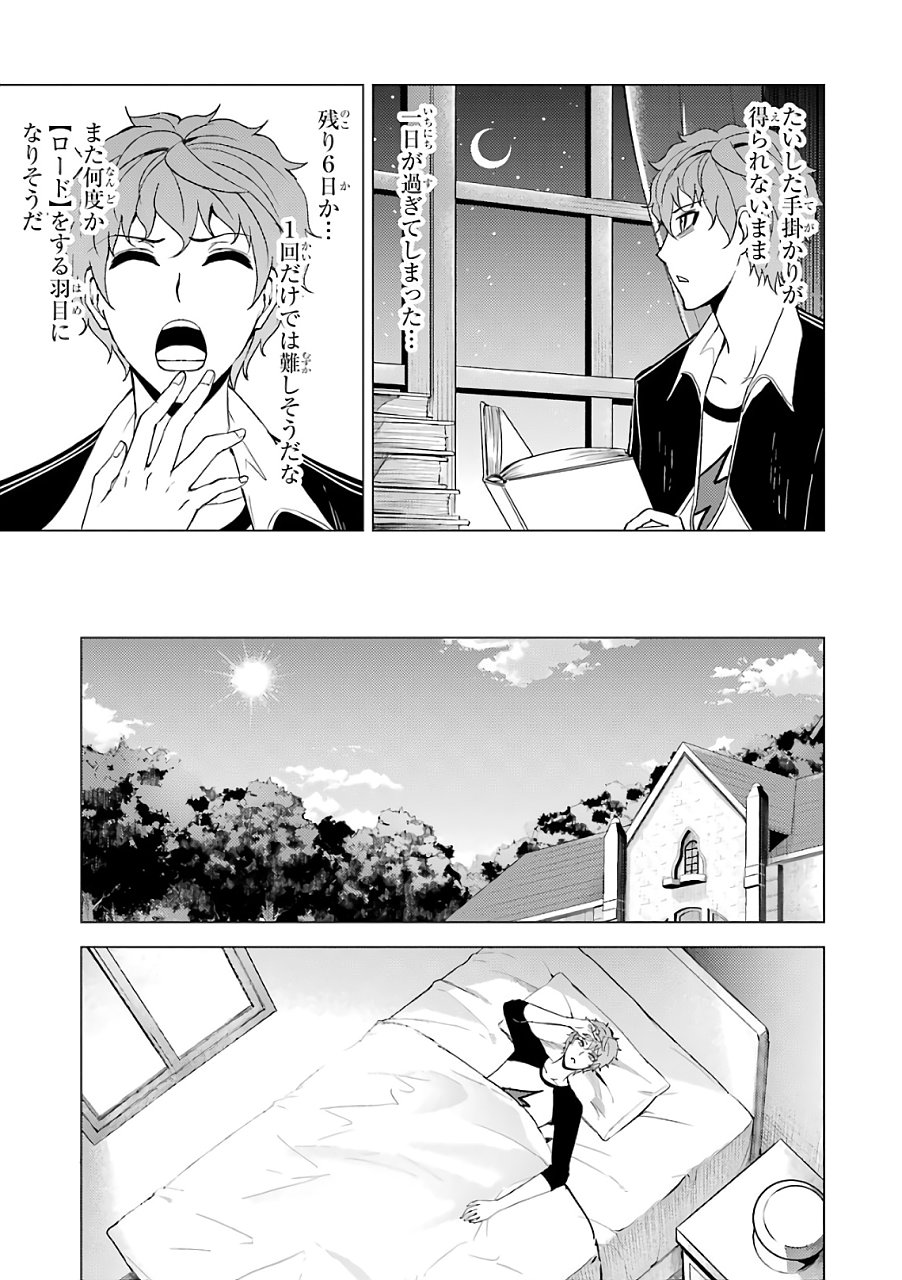 たいした手掛かりが
得られないまま
一日が過ぎてしまった…
残り6日か…
1回だけでは難しそうだな
また何度か
【ロード】をする羽目に
なりそうだ